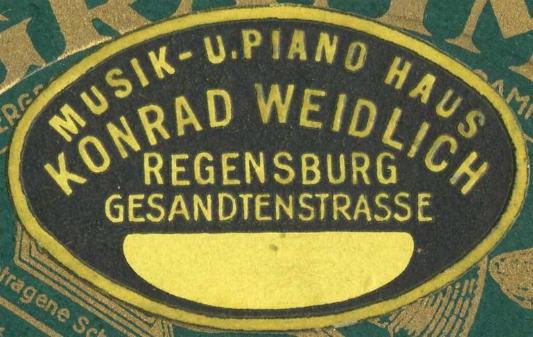 MUSIK- U. PIANO HAUS
KONRAD WEIDLICH
REGENSBURG
GESANDTENSTRASSE